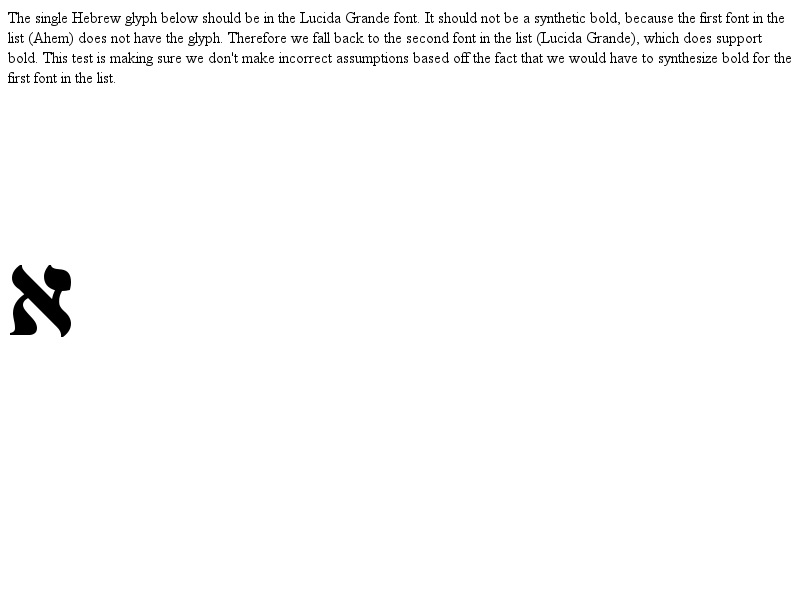 The single Hebrew glyph below should be in the Lucida Grande font. It should not be a synthetic bold, because the first font in the
list (Ahem) does not have the glyph. Therefore we fall back to the second font in the list (Lucida Grande), which does support
bold. This test is making sure we don't make incorrect assumptions based off the fact that we would have to synthesize bold for the
first font in the list.
א